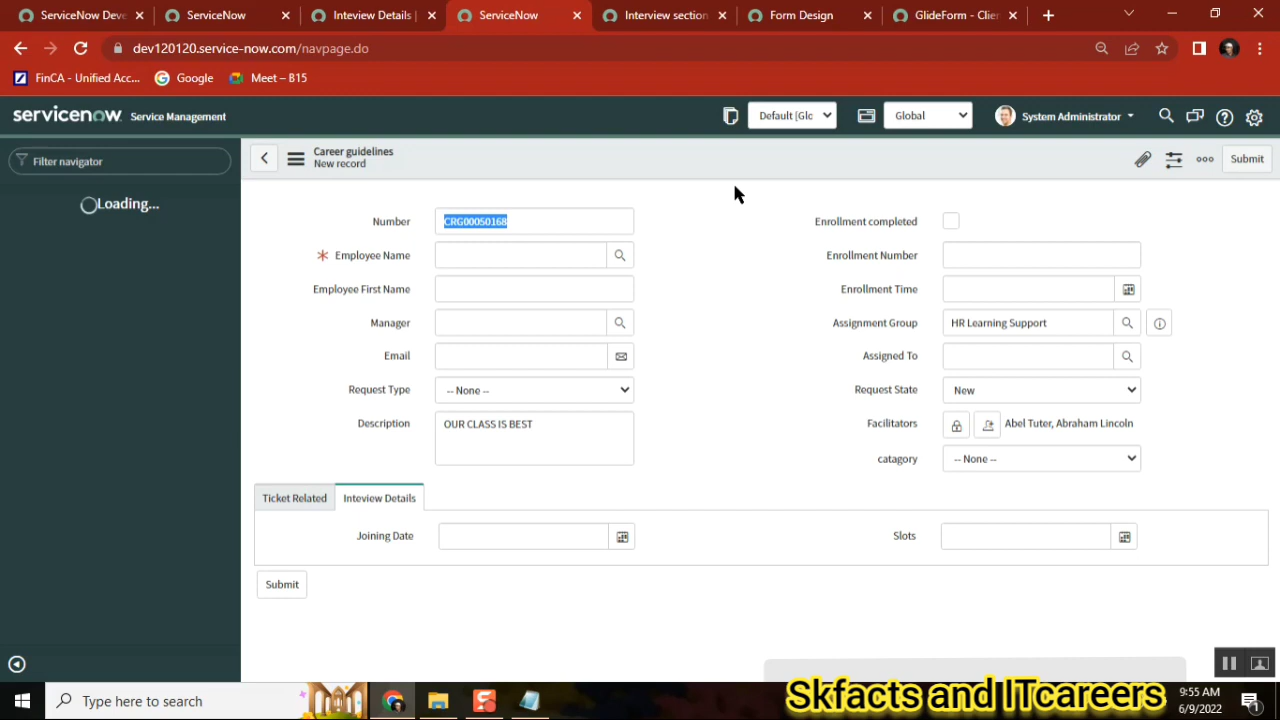 ServiceNow Deve
ServiceNow
Inteview Details |
ServiceNow
Interview section
Form Design
GlideForm - Clien
dev120120.service-now.com/navpage.do
FinCA - Unified Acc...
Google
Meet – B15
servicenow Service Management
Default [Glc
Global
System Administrator
Filter navigator
Career guidelines
New record
Submit
Loading...
Number
CRG00050168
Enrollment completed
Employee Name
Enrollment Number
Employee First Name
Enrollment Time
Manager
Assignment Group
HR Learning Support
Email
Assigned To
Request Type
-- None --
Request State
New
Description
OUR CLASS IS BEST
Facilitators
Abel Tuter, Abraham Lincoln
catagory
-- None --
Ticket Related
Inteview Details
Joining Date
Slots
Submit
Type here to search
Skfacts and ITcareers
9:55 AM
6/9/2022
1